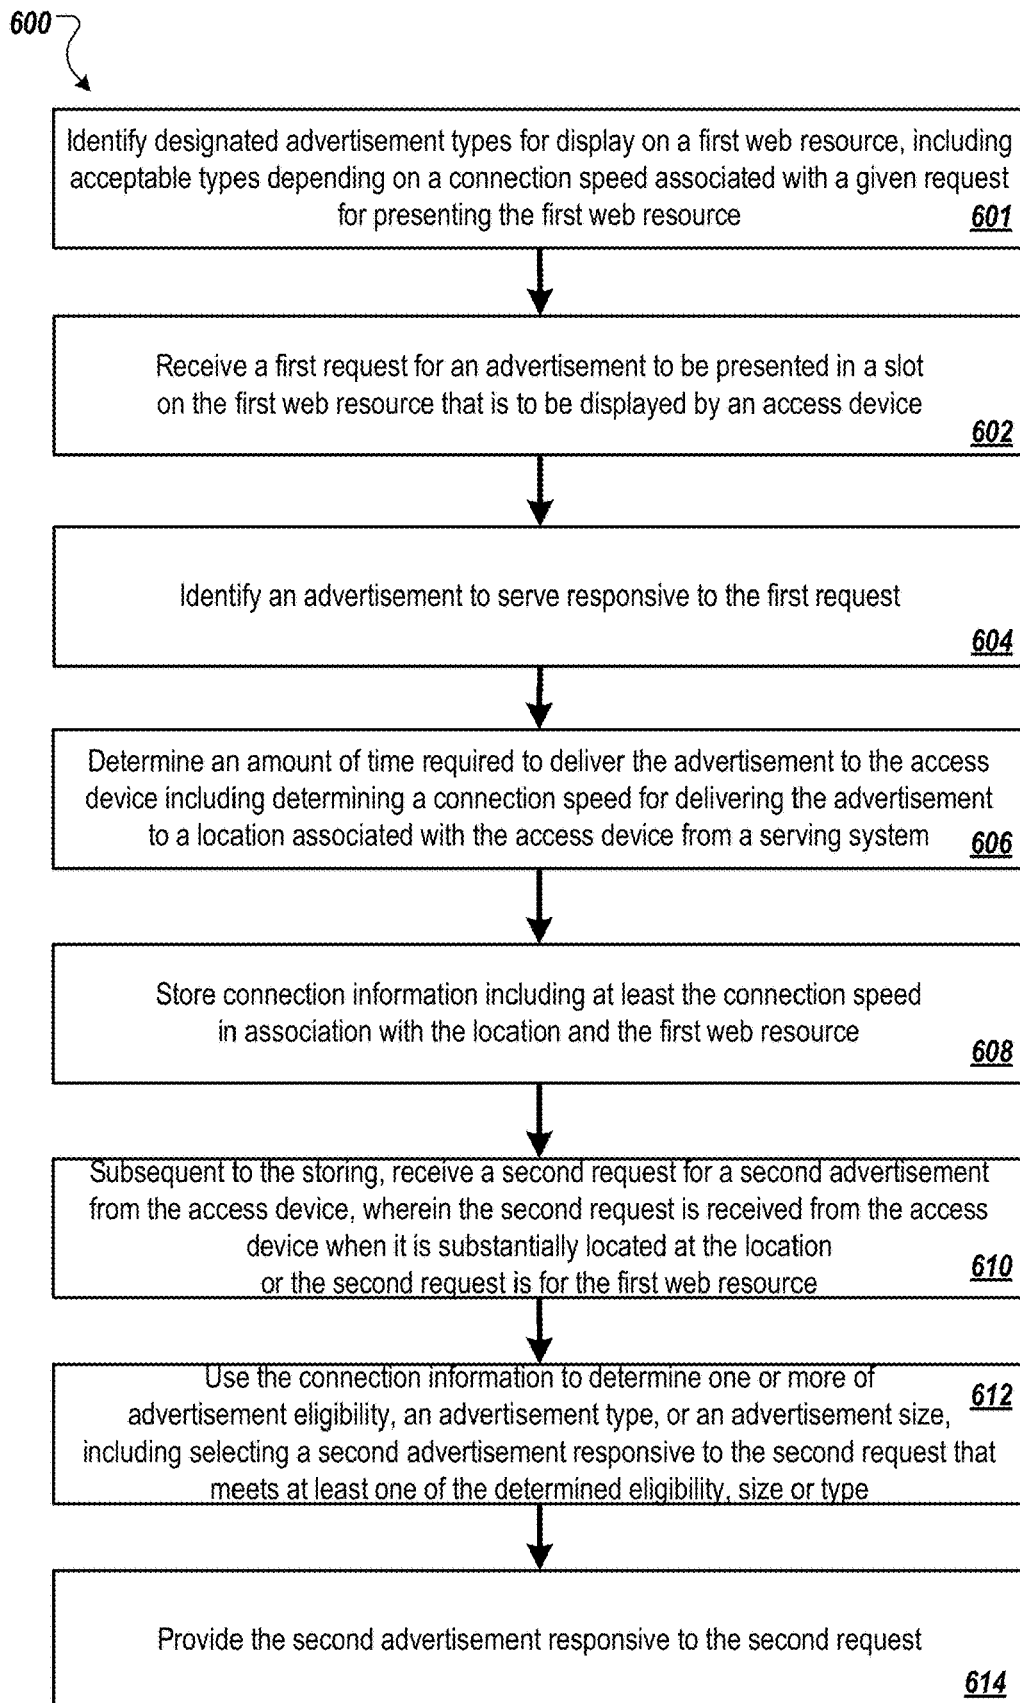 600
Identify designated advertisement types for display on a first web resource, including
acceptable types depending on a connection speed associated with a given request
for presenting the first web resource
601
Receive a first request for an advertisement to be presented in a slot
on the first web resource that is to be displayed by an access device
602
Identify an advertisement to serve responsive to the first request
604
Determine an amount of time required to deliver the advertisement to the access
device including determining a connection speed for delivering the advertisement
to a location associated with the access device from a serving system
606
Store connection information including at least the connection speed
in association with the location and the first web resource
608
Subsequent to the storing, receive a second request for a second advertisement
from the access device, wherein the second request is received from the access
device when it is substantially located at the location
or the second request is for the first web resource
610
Use the connection information to determine one or more of
612
advertisement eligibility, an advertisement type, or an advertisement size,
including selecting a second advertisement responsive to the second request that
meets at least one of the determined eligibility, size or type
Provide the second advertisement responsive to the second request
614